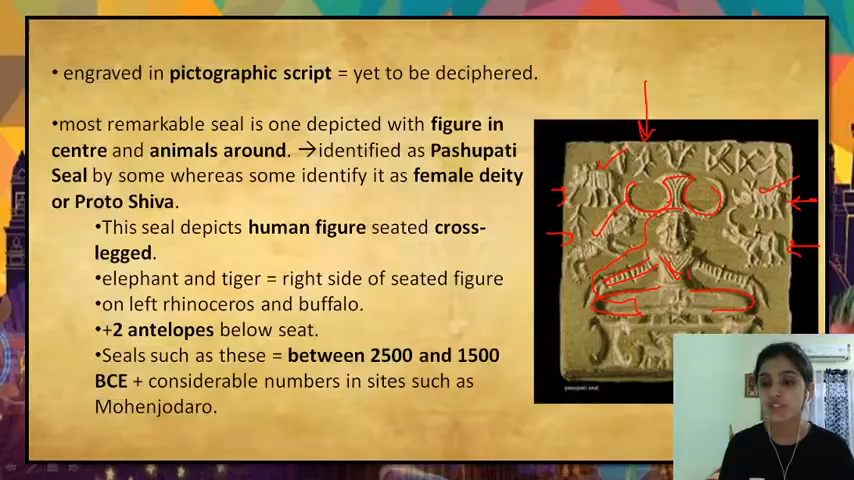 • engraved in pictographic script = yet to be deciphered.
•most remarkable seal is one depicted with figure in
centre and animals around. →identified as Pashupati
Seal by some whereas some identify it as female deity
or Proto Shiva.
•This seal depicts human figure seated cross-
legged.
•elephant and tiger = right side of seated figure
•on left rhinoceros and buffalo.
•+2 antelopes below seat.
•Seals such as these = between 2500 and 1500
BCE + considerable numbers in sites such as
Mohenjodaro.
pasupati seal